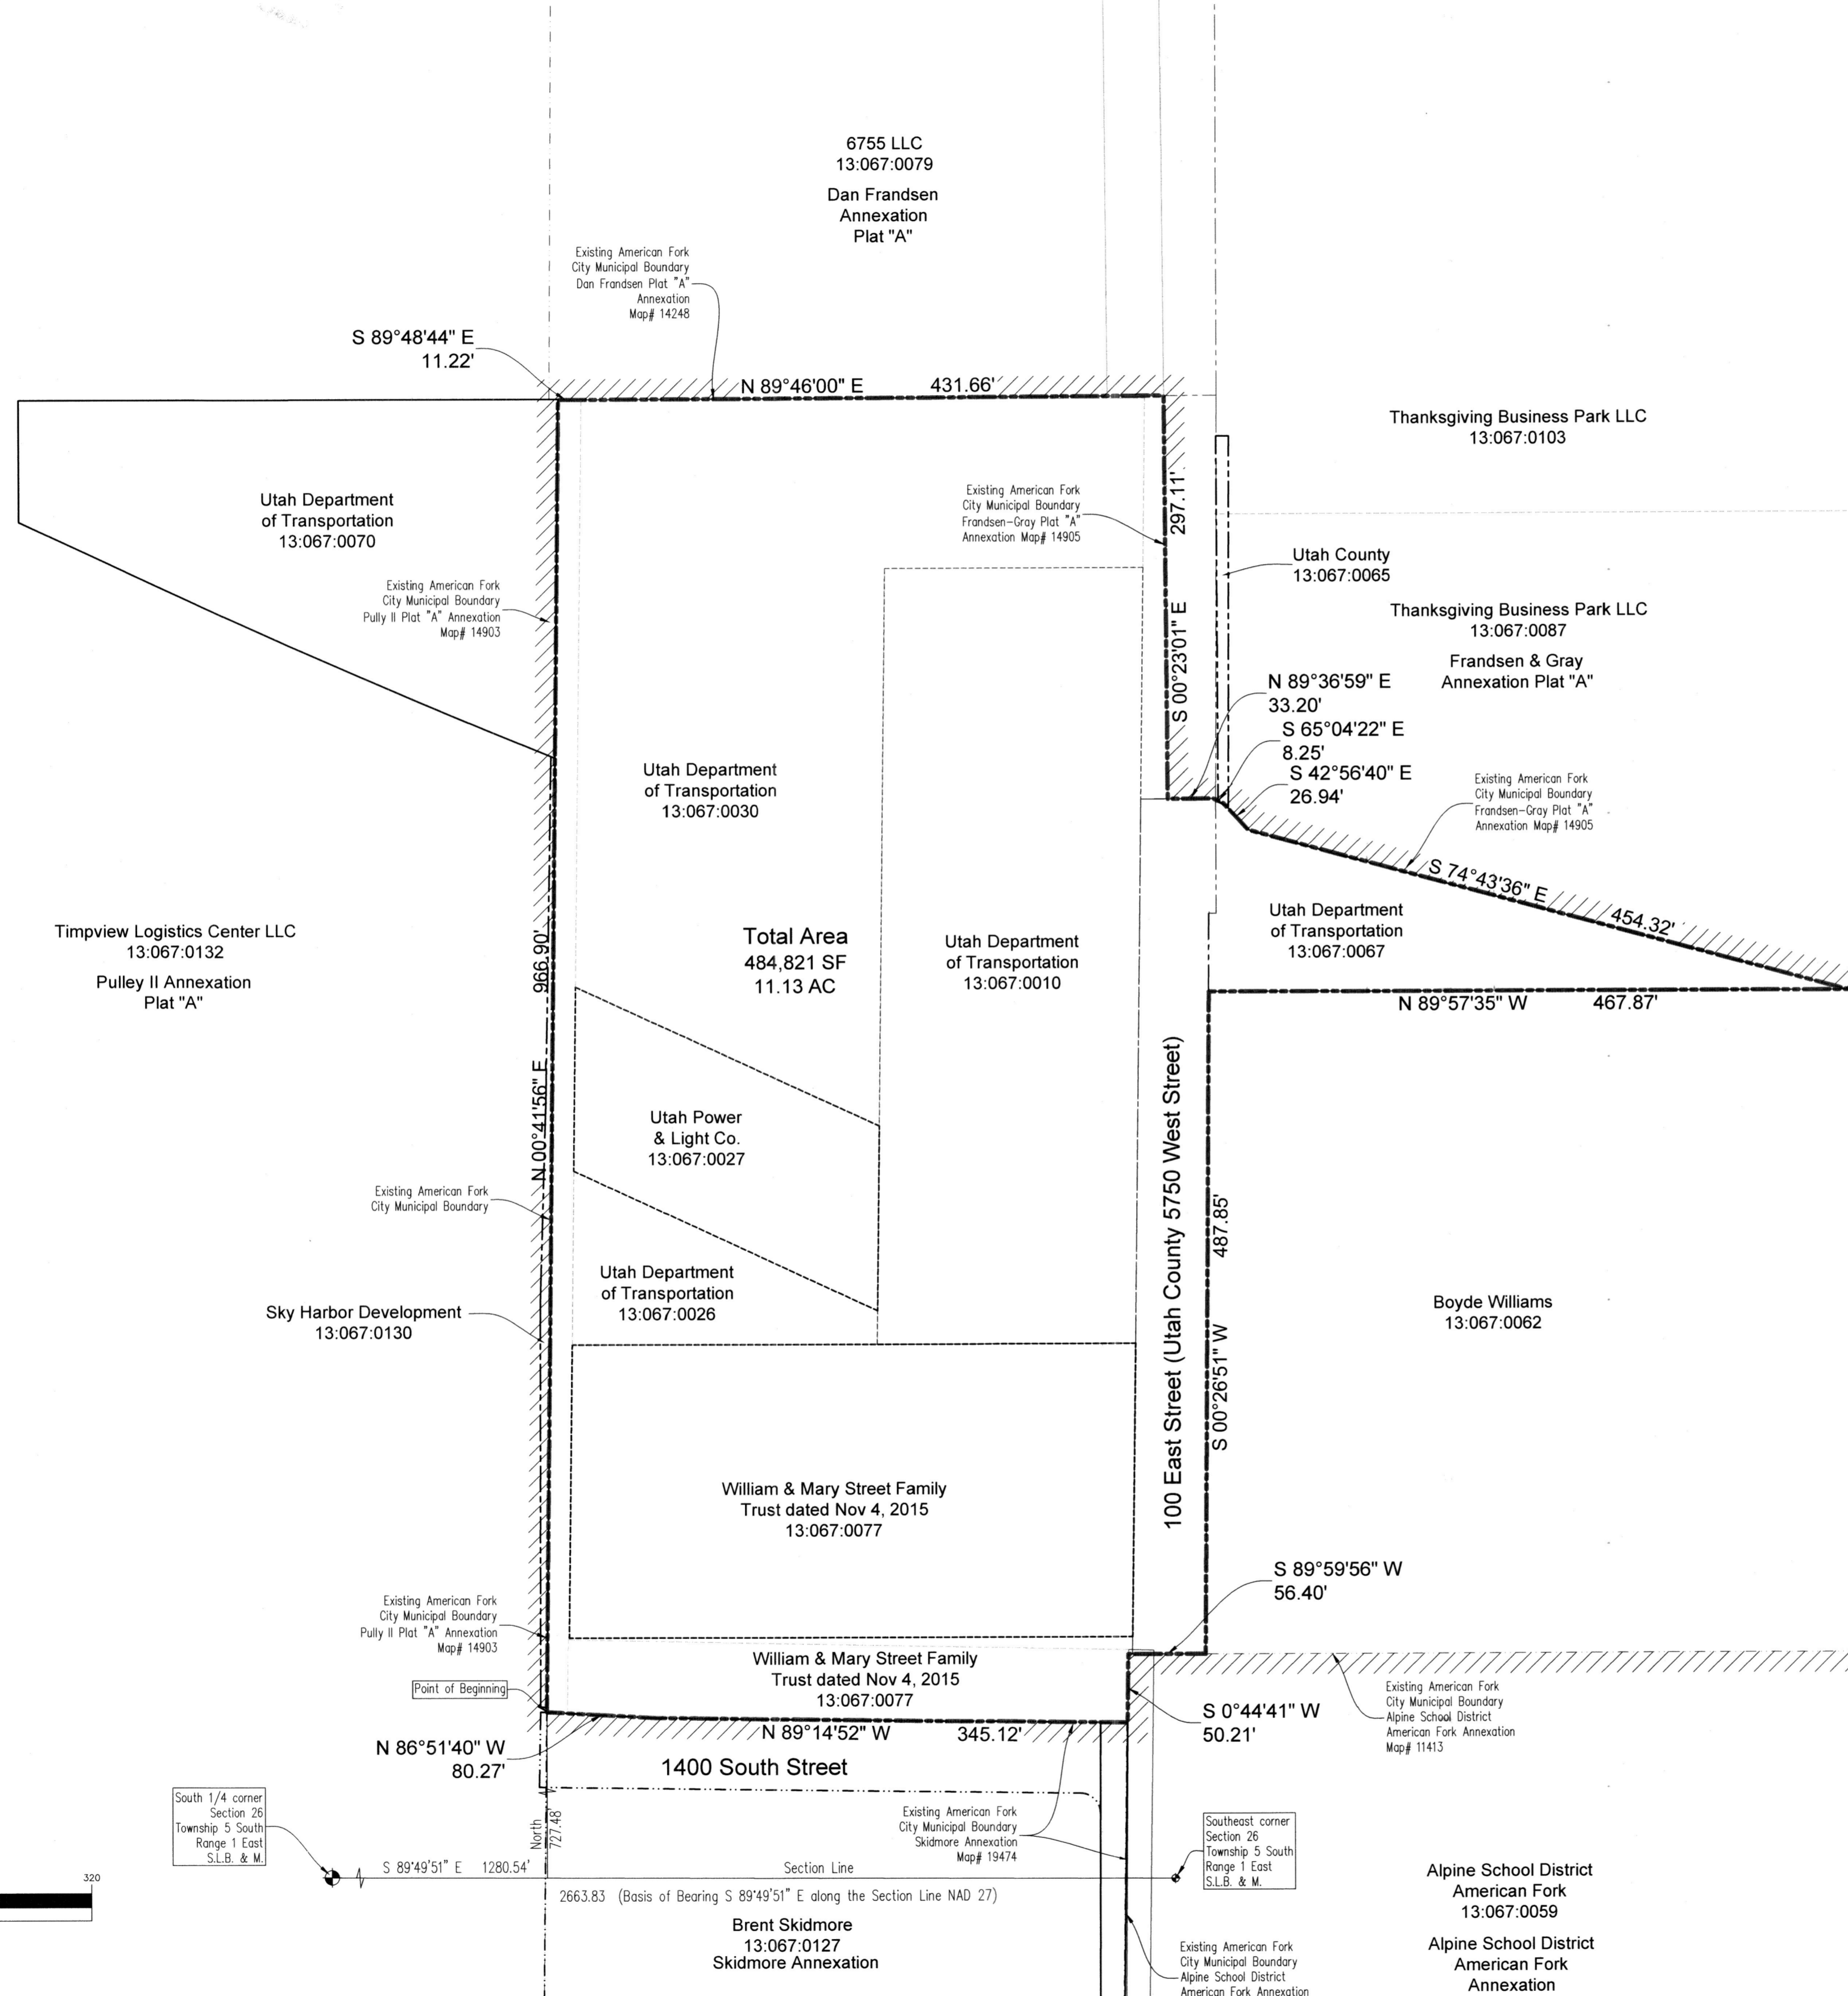 6755 LLC
13:067:0079
Dan Frandsen
Annexation
Plat "A"
Existing American Fork
City Municipal Boundary
Dan Frandsen Plat "A"
Annexation
Map# 14248
S 89°48'44" E
11.22'
N 89°46'00" E 431.66'
Thanksgiving Business Park LLC
13:067:0103
Utah Department
of Transportation
13:067:0070
Existing American Fork
City Municipal Boundary
Frandsen-Gray Plat "A"
Annexation Map# 14905
S 00°23'01" E 297.11'
Utah County
13:067:0065
Existing American Fork
City Municipal Boundary
Pully II Plat "A" Annexation
Map# 14903
Thanksgiving Business Park LLC
13:067:0087
Frandsen & Gray
Annexation Plat "A"
N 89°36'59" E
33.20'
S 65°04'22" E
8.25'
S 42°56'40" E
26.94'
Existing American Fork
City Municipal Boundary
Frandsen-Gray Plat "A"
Annexation Map# 14905
Utah Department
of Transportation
13:067:0030
S 74°43'36" E 454.32'
Utah Department
of Transportation
13:067:0067
Timpview Logistics Center LLC
13:067:0132
Pulley II Annexation
Plat "A"
N 00°41'56" E 966.90'
Total Area
484,821 SF
11.13 AC
Utah Department
of Transportation
13:067:0010
N 89°57'35" W 467.87'
100 East Street (Utah County 5750 West Street)
S 00°26'51" W 487.85'
Utah Power
& Light Co.
13:067:0027
Existing American Fork
City Municipal Boundary
Utah Department
of Transportation
13:067:0026
Sky Harbor Development
13:067:0130
Boyde Williams
13:067:0062
William & Mary Street Family
Trust dated Nov 4, 2015
13:067:0077
S 89°59'56" W
56.40'
Existing American Fork
City Municipal Boundary
Pully II Plat "A" Annexation
Map# 14903
William & Mary Street Family
Trust dated Nov 4, 2015
13:067:0077
Point of Beginning
S 0°44'41" W
50.21'
Existing American Fork
City Municipal Boundary
Alpine School District
American Fork Annexation
Map# 11413
N 89°14'52" W 345.12'
N 86°51'40" W
80.27'
1400 South Street
South 1/4 corner
Section 26
Township 5 South
Range 1 East
S.L.B. & M.
North
727.48'
Existing American Fork
City Municipal Boundary
Skidmore Annexation
Map# 19474
Southeast corner
Section 26
Township 5 South
Range 1 East
S.L.B. & M.
S 89°49'51" E 1280.54'
Section Line
320
2663.83 (Basis of Bearing S 89°49'51" E along the Section Line NAD 27)
Brent Skidmore
13:067:0127
Skidmore Annexation
Alpine School District
American Fork
13:067:0059
Alpine School District
American Fork
Annexation
Existing American Fork
City Municipal Boundary
Alpine School District
American Fork Annexation